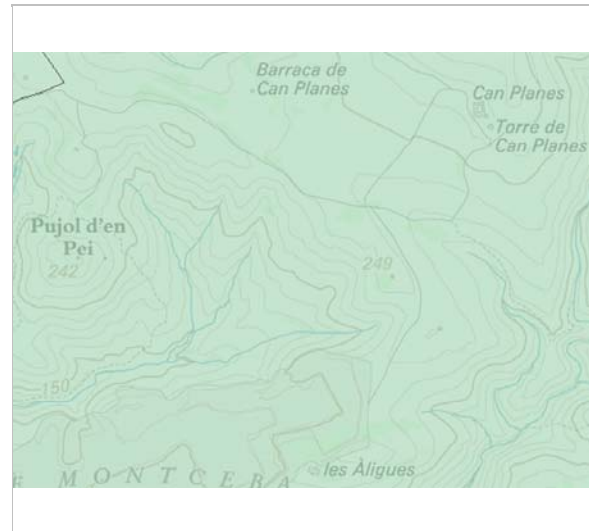 Barraca de
Can Planes
Can Planes
Torre de
Can Planes
Pujol d'en
Pei
242
249
150
les Àligues
E MONTCEBA